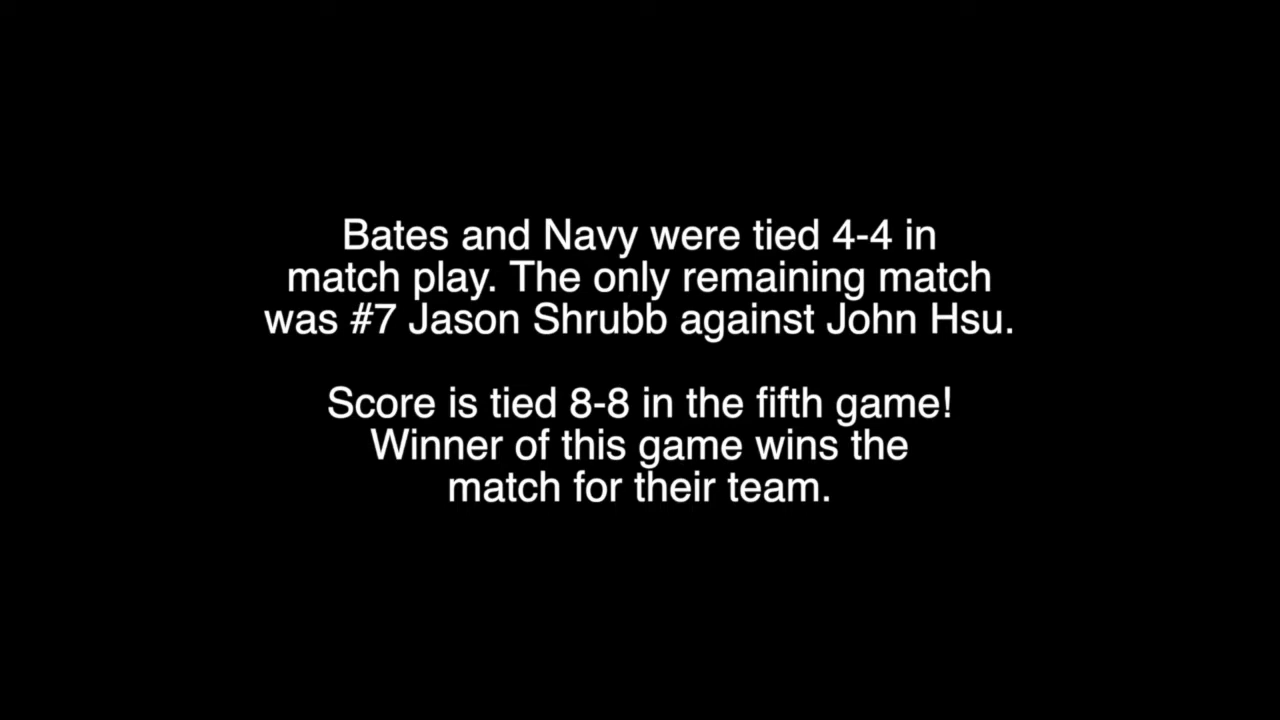 Bates and Navy were tied 4-4 in
match play. The only remaining match
was #7 Jason Shrubb against John Hsu.
Score is tied 8-8 in the fifth game!
Winner of this game wins the
match for their team.